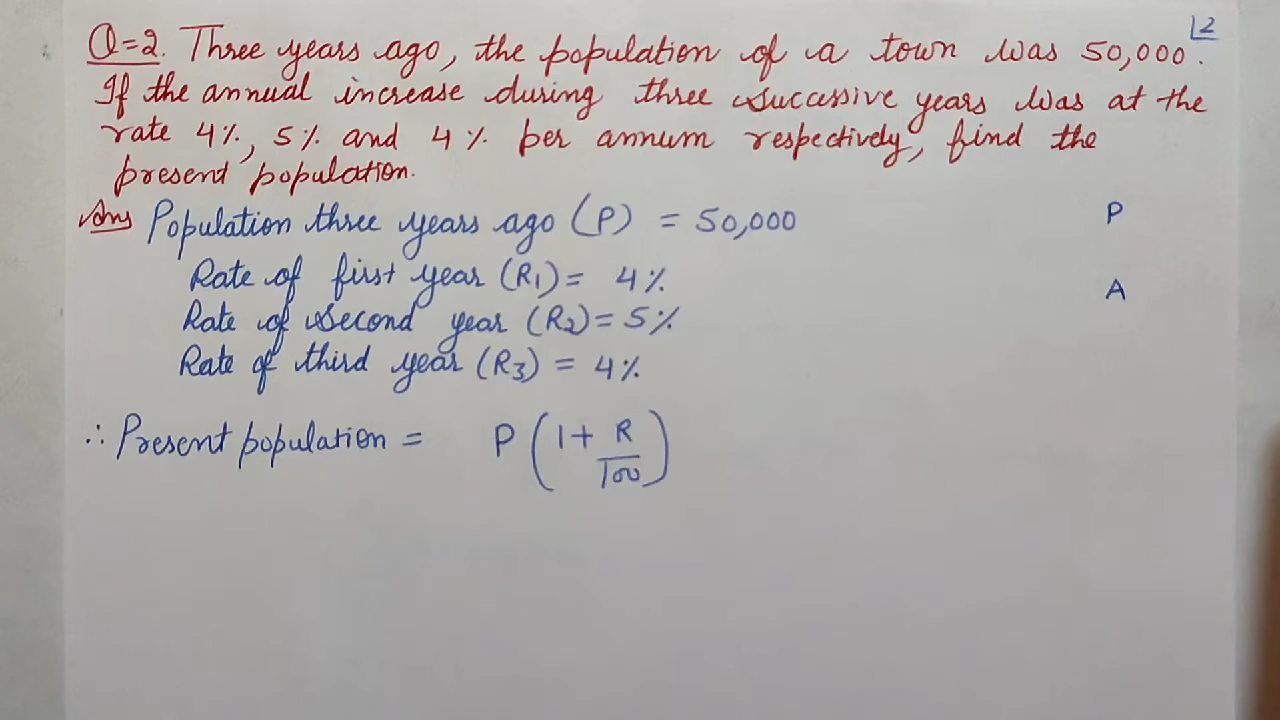 2
Q=2. Three years ago, the population of a town was 50,000.
If the annual increase during three successive years was at the
rate 4%, 5% and 4% per annum respectively, find the
present population.
Ans Population three years ago (P) = 50,000
P
Rate of first year (R1) = 4%
A
Rate of second year (R2) = 5%
Rate of third year (R3) = 4%
∴ Present population = P(1 + R/100)